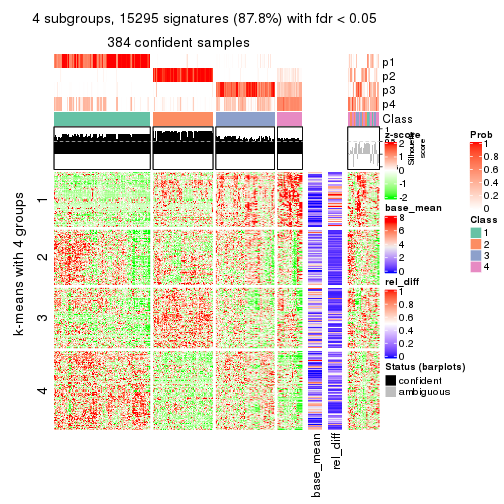 4 subgroups, 15295 signatures (87.8%) with fdr < 0.05
384 confident samples
p1
p2
p3
p4
Class
1
Silhouette
score
z-score
2
1
0
-1
-2
base_mean
8
6
4
2
0
rel_diff
1
0.8
0.6
0.4
0.2
0
Status (barplots)
confident
ambiguous
Prob
1
0.8
0.6
0.4
0.2
0
Class
1
2
3
4
k-means with 4 groups
1
2
3
4
base_mean
rel_diff